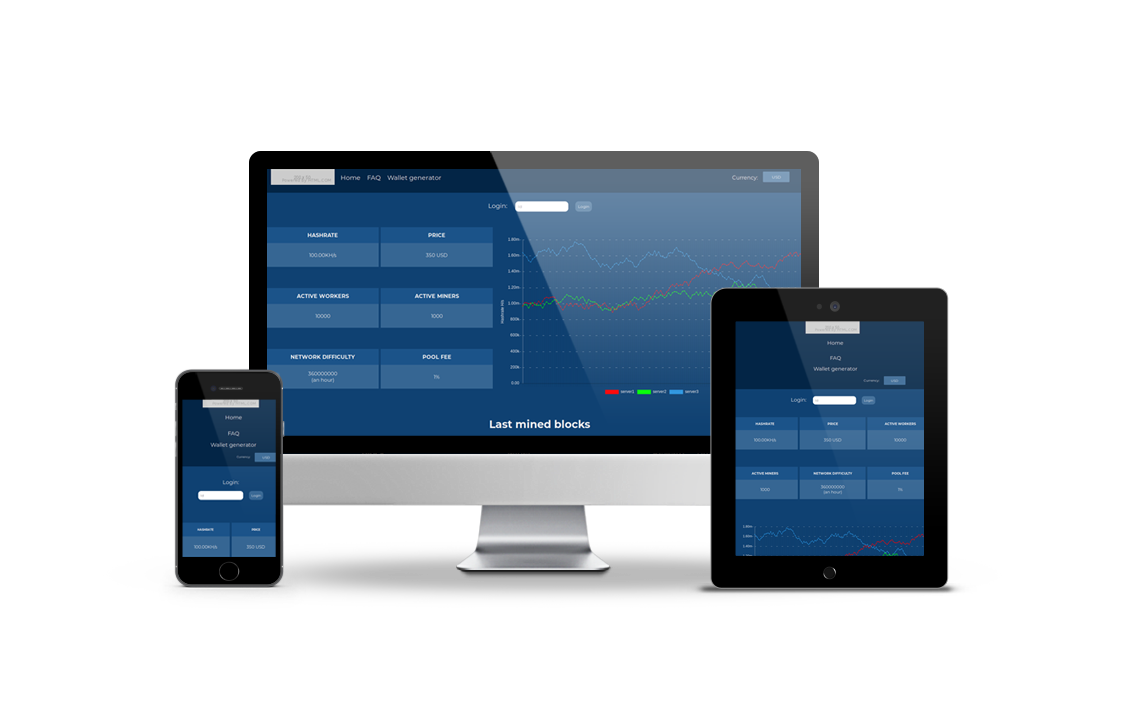 Home FAQ Wallet generator Currency: USD
Login: Login
HASHRATE PRICE
100.00KH/s 350 USD
ACTIVE WORKERS ACTIVE MINERS
10000 1000
NETWORK DIFFICULTY POOL FEE
360000000
(an hour)
1%
1.80m
1.60m
1.40m
1.20m
1.00m
800k
600k
400k
200k
0.00
server1 server2 server3
Last mined blocks
Home
FAQ
Wallet generator
Currency: USD
Login:
Login
HASHRATE PRICE
100.00KH/s 350 USD
Home
FAQ
Wallet generator
Currency: USD
Login: Login
HASHRATE PRICE ACTIVE WORKERS
100.00KH/s 350 USD 10000
ACTIVE MINERS NETWORK DIFFICULTY POOL FEE
1000 360000000 1%
(an hour)
1.80m
1.60m
1.40m